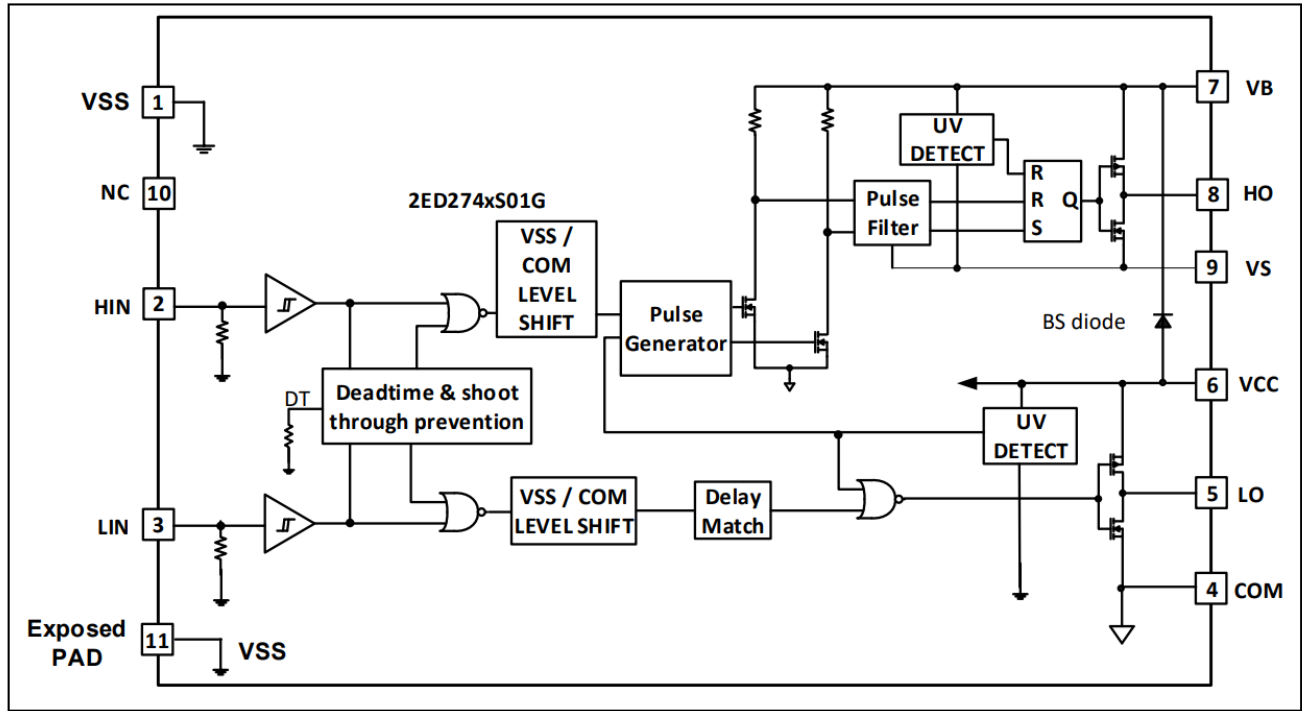 VSS
1
NC
10
2ED274xS01G
HIN
2
VSS /
COM
LEVEL
SHIFT
Pulse
Generator
UV
DETECT
Pulse
Filter
R
R
S
Q
7
VB
8
HO
9
VS
BS diode
DT
Deadtime & shoot
through prevention
6
VCC
UV
DETECT
LIN
3
VSS / COM
LEVEL SHIFT
Delay
Match
5
LO
4
COM
Exposed
PAD
11
VSS